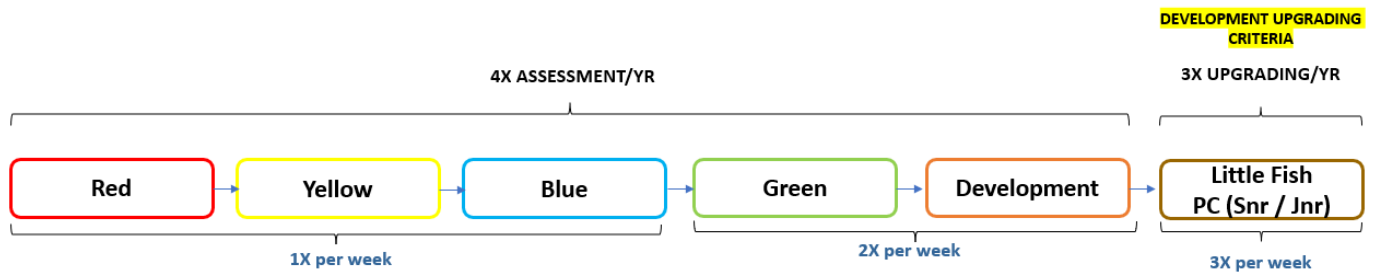 DEVELOPMENT UPGRADING
CRITERIA
4X ASSESSMENT/YR
3X UPGRADING/YR
Red
Yellow
Blue
Green
Development
Little Fish
PC (Snr / Jnr)
1X per week
2X per week
3X per week